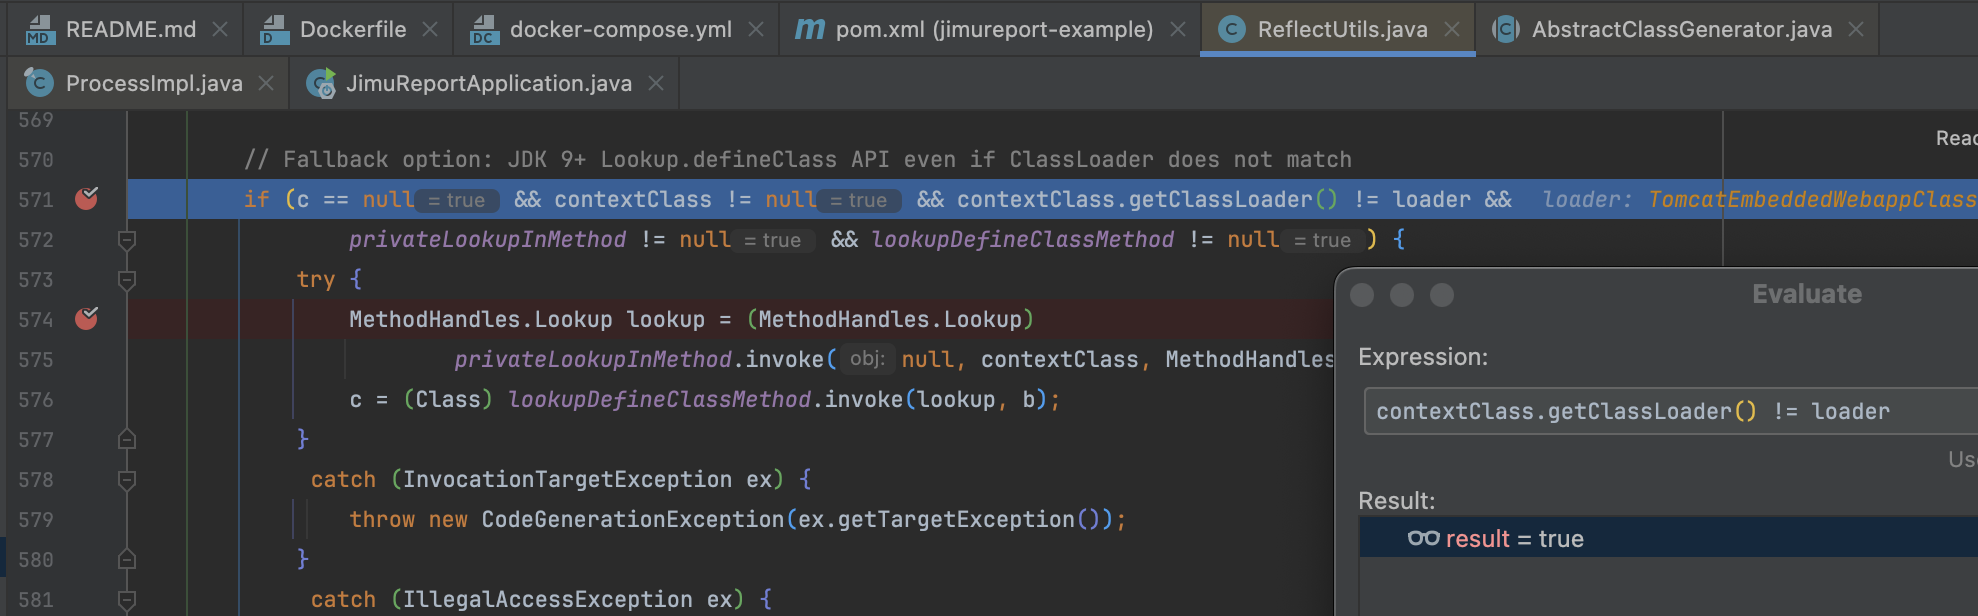 README.md Dockerfile docker-compose.yml pom.xml (jimureport-example) ReflectUtils.java AbstractClassGenerator.java
ProcessImpl.java JimuReportApplication.java
569
570 // Fallback option: JDK 9+ Lookup.defineClass API even if ClassLoader does not match
571 if (c == null = true && contextClass != null = true && contextClass.getClassLoader() != loader && loader: TomcatEmbeddedWebappClass
572 privateLookupInMethod != null = true && lookupDefineClassMethod != null = true ) {
573 try {
574 MethodHandles.Lookup lookup = (MethodHandles.Lookup)
575 privateLookupInMethod.invoke( obj: null, contextClass, MethodHandles
576 c = (Class) lookupDefineClassMethod.invoke(lookup, b);
577 }
578 catch (InvocationTargetException ex) {
579 throw new CodeGenerationException(ex.getTargetException());
580 }
581 catch (IllegalAccessException ex) {
Evaluate
Expression:
contextClass.getClassLoader() != loader
Result:
result = true